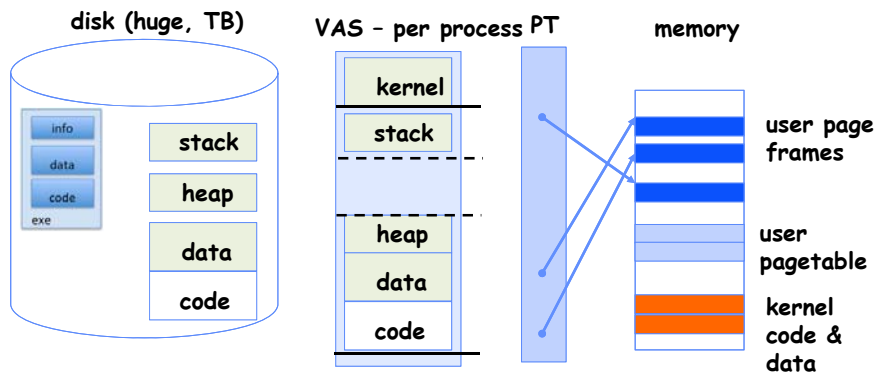 disk (huge, TB)
VAS – per process
PT
memory
info
data
code
exe
stack
heap
data
code
kernel
stack
heap
data
code
user page
frames
user
pagetable
kernel
code &
data